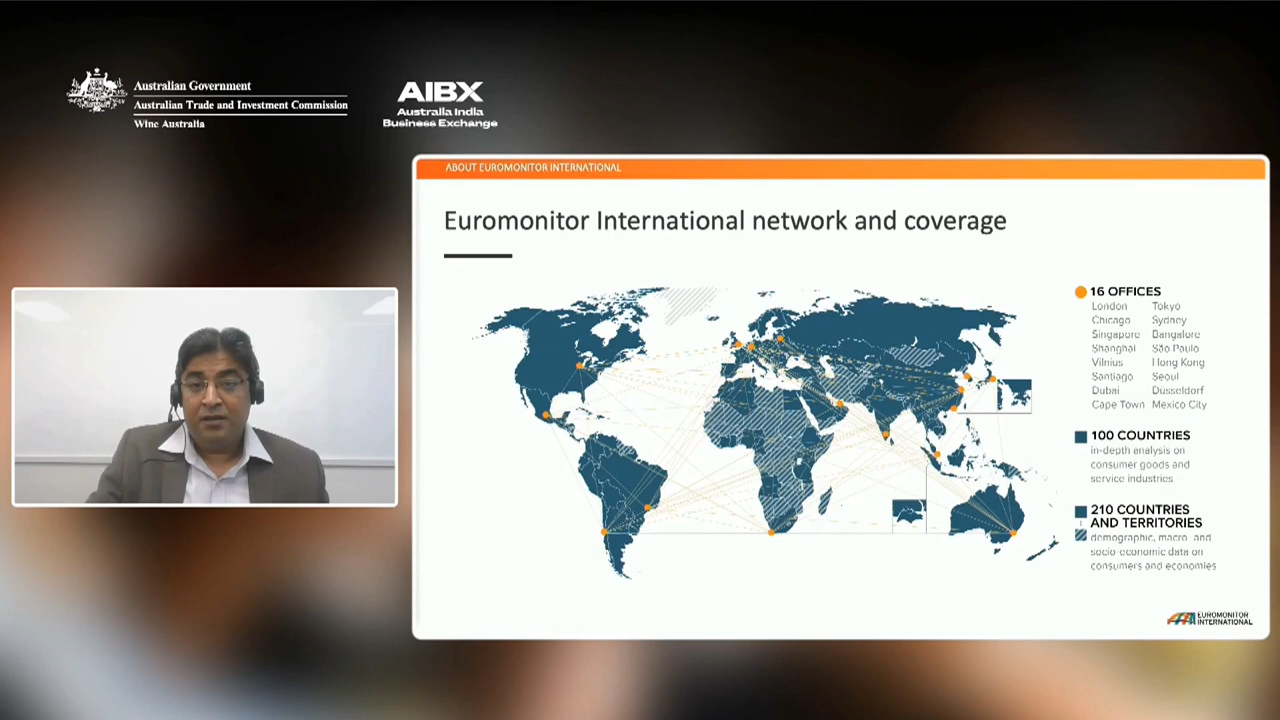 Australian Government
Australian Trade and Investment Commission
Wine Australia
AIBX
Australia India
Business Exchange
ABOUT EUROMONITOR INTERNATIONAL
Euromonitor International network and coverage
16 OFFICES
London Tokyo
Chicago Sydney
Singapore Bangalore
Shanghai São Paulo
Vilnius Hong Kong
Santiago Seoul
Dubai Düsseldorf
Cape Town Mexico City
100 COUNTRIES
in-depth analysis on
consumer goods and
service industries
210 COUNTRIES
AND TERRITORIES
demographic, macro- and
socio-economic data on
consumers and economies
EUROMONITOR
INTERNATIONAL